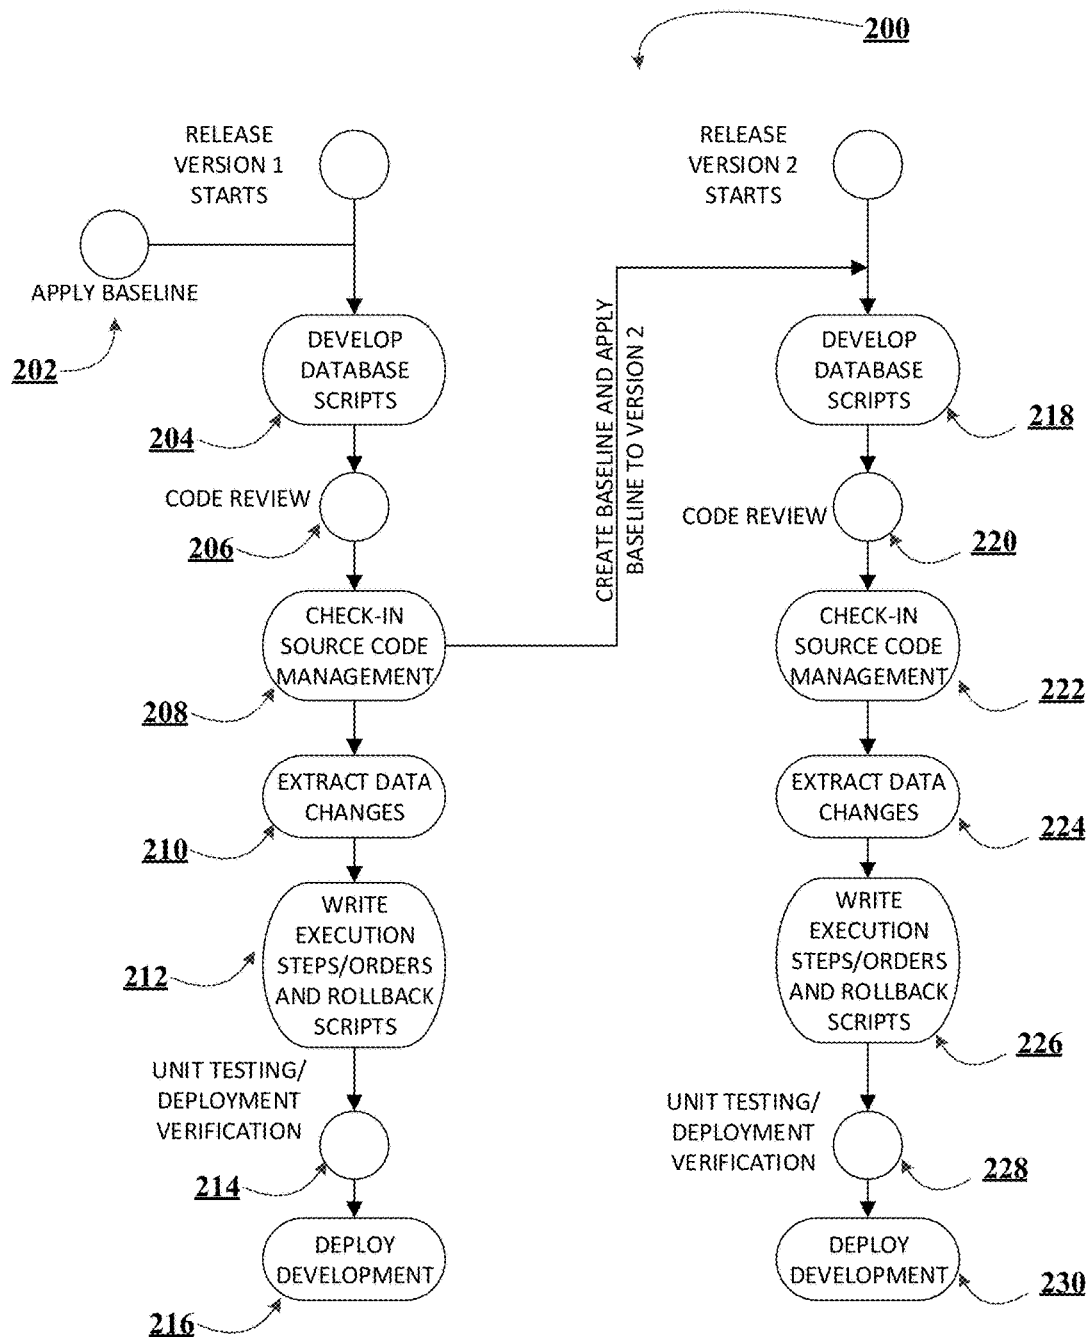 200
RELEASE
VERSION 1
STARTS
APPLY BASELINE
202
DEVELOP
DATABASE
SCRIPTS
204
CODE REVIEW
206
CHECK-IN
SOURCE CODE
MANAGEMENT
208
EXTRACT DATA
CHANGES
210
WRITE
EXECUTION
STEPS/ORDERS
AND ROLLBACK
SCRIPTS
212
UNIT TESTING/
DEPLOYMENT
VERIFICATION
214
DEPLOY
DEVELOPMENT
216
CREATE BASELINE AND APPLY
BASELINE TO VERSION 2
RELEASE
VERSION 2
STARTS
DEVELOP
DATABASE
SCRIPTS
218
CODE REVIEW
220
CHECK-IN
SOURCE CODE
MANAGEMENT
222
EXTRACT DATA
CHANGES
224
WRITE
EXECUTION
STEPS/ORDERS
AND ROLLBACK
SCRIPTS
226
UNIT TESTING/
DEPLOYMENT
VERIFICATION
228
DEPLOY
DEVELOPMENT
230